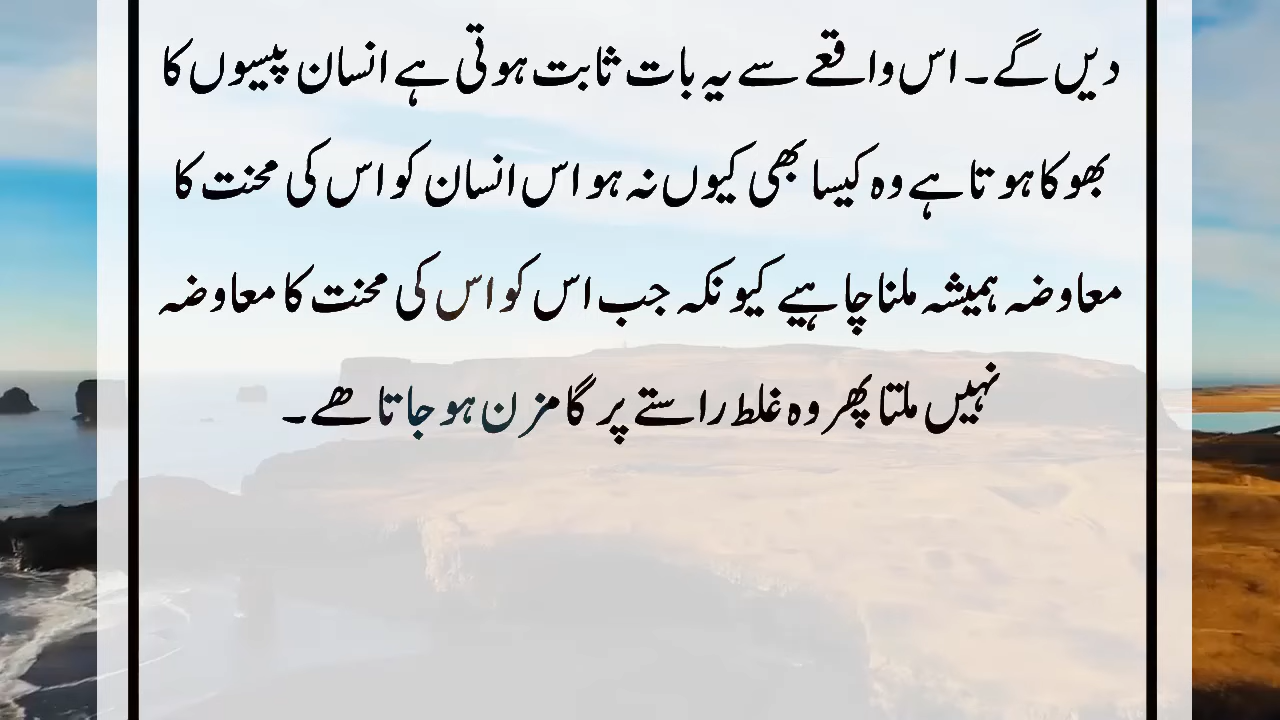 دیں گے۔ اس واقعے سے یہ بات ثابت ہوتی ہے انسان پیسوں کا
بھوکا ہوتا ہے وہ کیسا بھی کیوں نہ ہو اس انسان کو اس کی محنت کا
معاوضہ ہمیشہ ملنا چاہیے کیونکہ جب اس کو اس کی محنت کا معاوضہ
نہیں ملتا پھر وہ غلط راستے پر گامزن ہو جاتا ھے۔